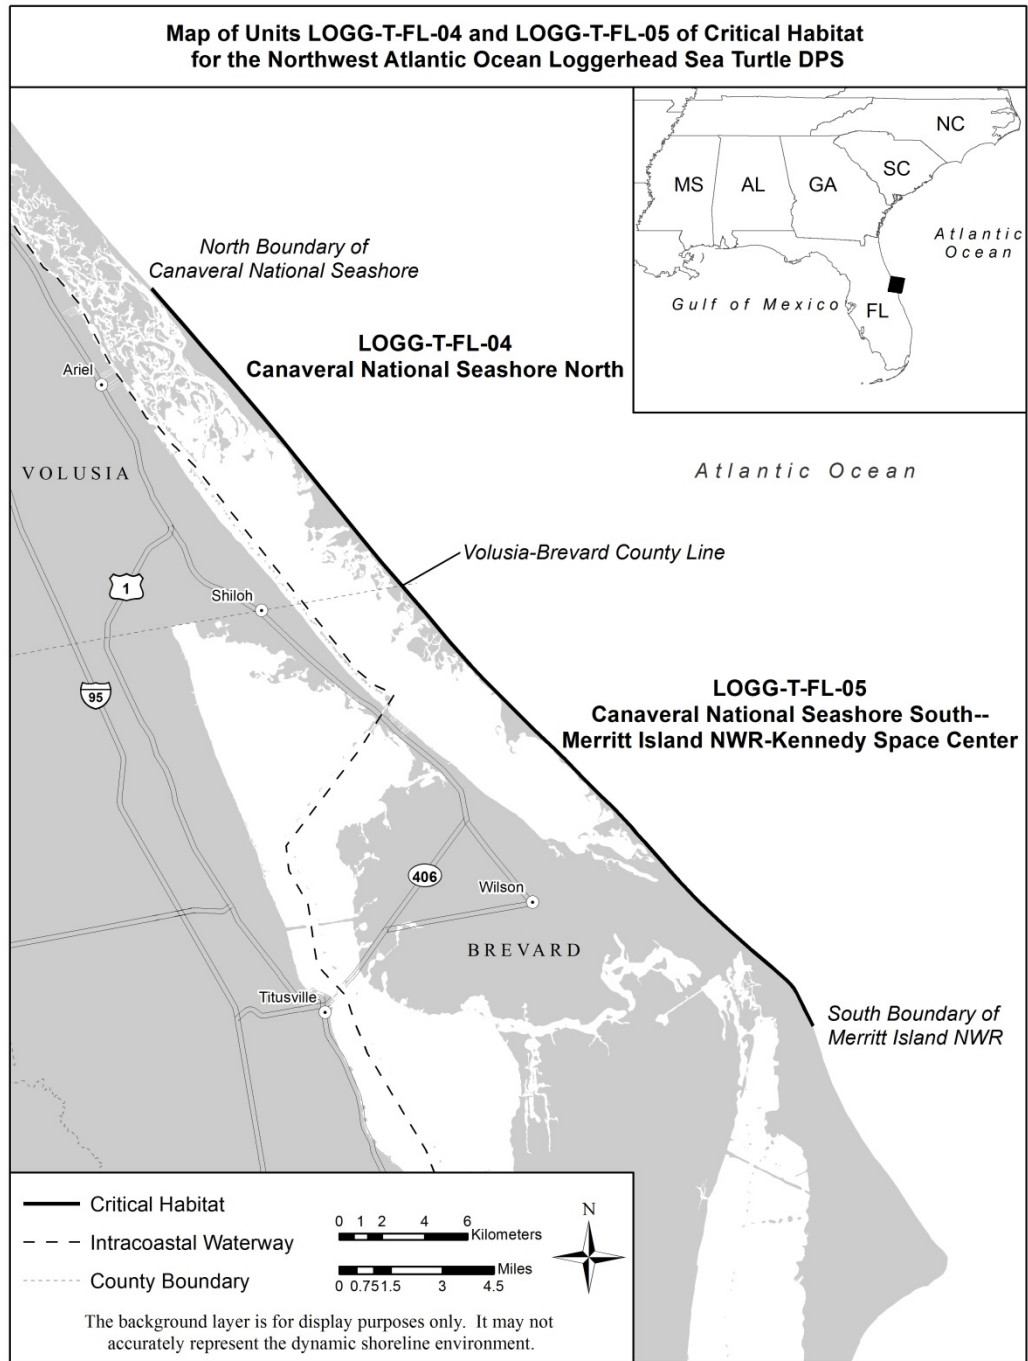 Map of Units LOGG-T-FL-04 and LOGG-T-FL-05 of Critical Habitat
for the Northwest Atlantic Ocean Loggerhead Sea Turtle DPS
NC
SC
MS
AL
GA
Atlantic
Ocean
Gulf of Mexico
FL
North Boundary of
Canaveral National Seashore
LOGG-T-FL-04
Canaveral National Seashore North
Ariel
VOLUSIA
Atlantic Ocean
Volusia-Brevard County Line
1
Shiloh
95
LOGG-T-FL-05
Canaveral National Seashore South--
Merritt Island NWR-Kennedy Space Center
406
Wilson
BREVARD
Titusville
South Boundary of
Merritt Island NWR
Critical Habitat
Intracoastal Waterway
County Boundary
0 1 2 4 6
Kilometers
Miles
0 0.75 1.5 3 4.5
N
The background layer is for display purposes only. It may not
accurately represent the dynamic shoreline environment.